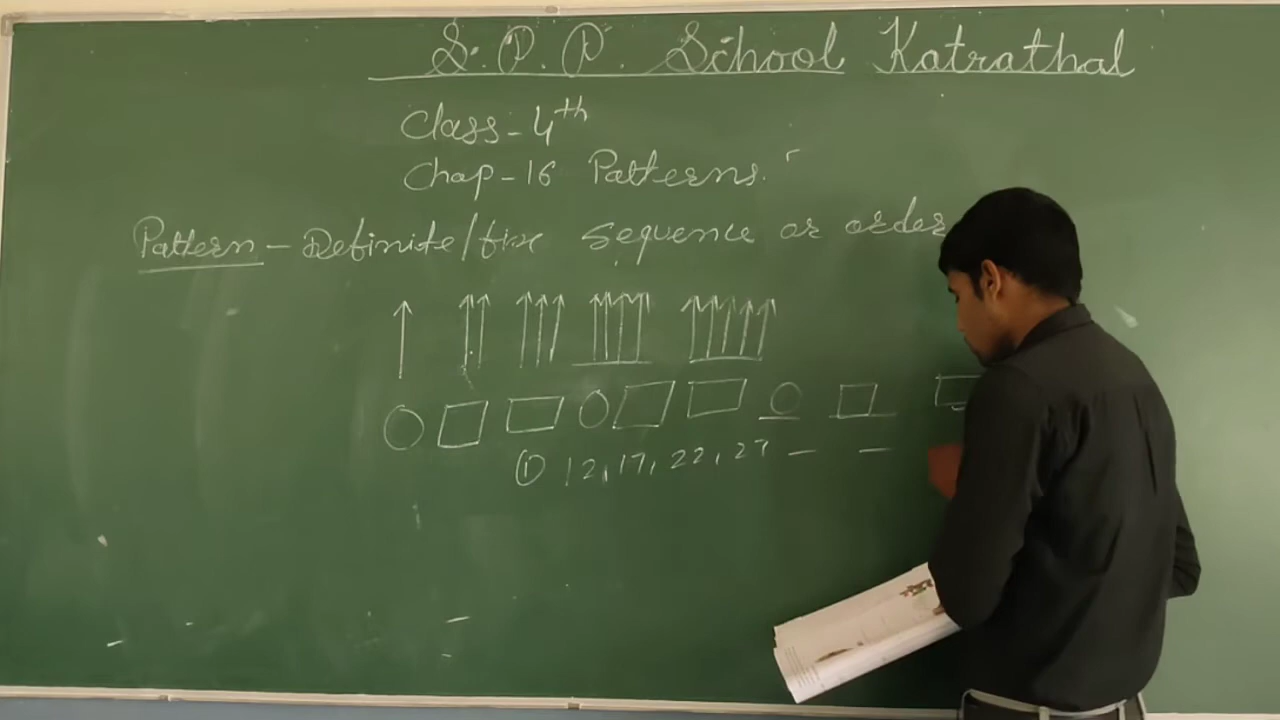 S. P. P. School Katrathal
Class - 4th
Chap - 16 Patterns.
Pattern - Definite/fix sequence or order
① 12, 17, 22, 27 — —